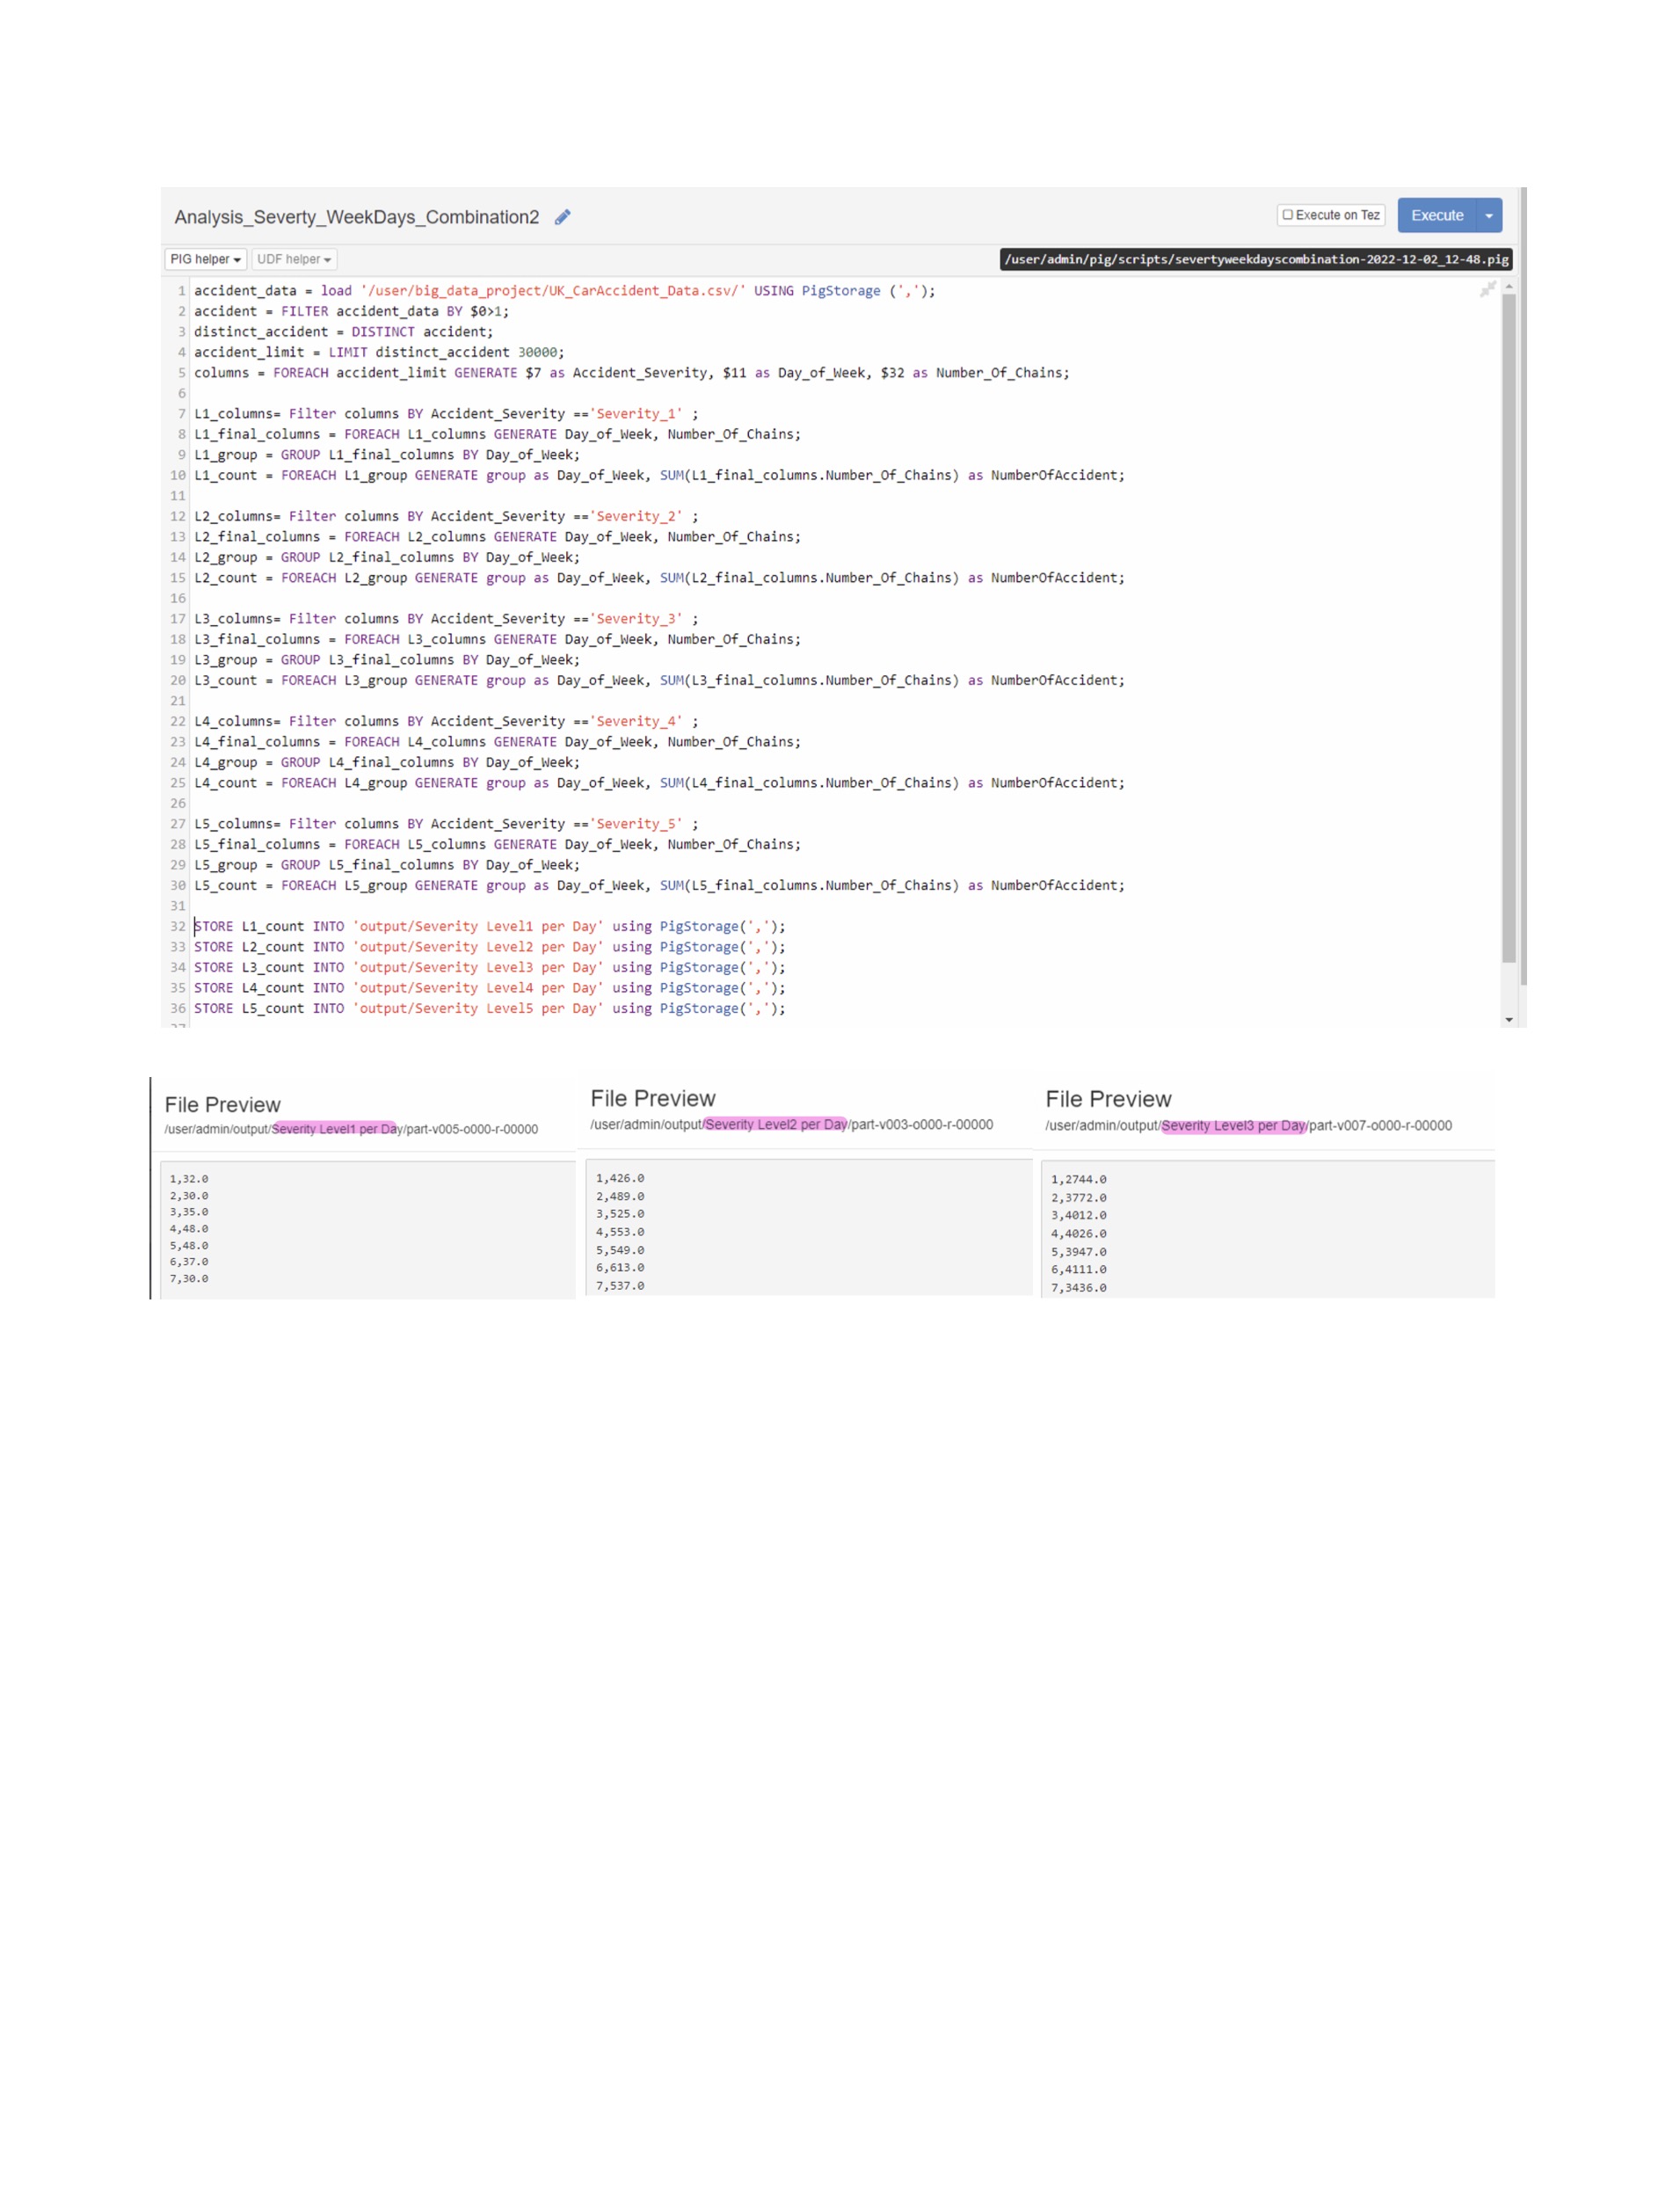 Analysis_Severty_WeekDays_Combination2
Execute on Tez
Execute
PIG helper
UDF helper
/user/admin/pig/scripts/severtyweekdayscombination-2022-12-02_12-48.pig
1 accident_data = load '/user/big_data_project/UK_CarAccident_Data.csv/' USING PigStorage (',');
2 accident = FILTER accident_data BY $0>1;
3 distinct_accident = DISTINCT accident;
4 accident_limit = LIMIT distinct_accident 30000;
5 columns = FOREACH accident_limit GENERATE $7 as Accident_Severity, $11 as Day_of_Week, $32 as Number_Of_Chains;
6
7 L1_columns= Filter columns BY Accident_Severity =='Severity_1' ;
8 L1_final_columns = FOREACH L1_columns GENERATE Day_of_Week, Number_Of_Chains;
9 L1_group = GROUP L1_final_columns BY Day_of_Week;
10 L1_count = FOREACH L1_group GENERATE group as Day_of_Week, SUM(L1_final_columns.Number_Of_Chains) as NumberOfAccident;
11
12 L2_columns= Filter columns BY Accident_Severity =='Severity_2' ;
13 L2_final_columns = FOREACH L2_columns GENERATE Day_of_Week, Number_Of_Chains;
14 L2_group = GROUP L2_final_columns BY Day_of_Week;
15 L2_count = FOREACH L2_group GENERATE group as Day_of_Week, SUM(L2_final_columns.Number_Of_Chains) as NumberOfAccident;
16
17 L3_columns= Filter columns BY Accident_Severity =='Severity_3' ;
18 L3_final_columns = FOREACH L3_columns GENERATE Day_of_Week, Number_Of_Chains;
19 L3_group = GROUP L3_final_columns BY Day_of_Week;
20 L3_count = FOREACH L3_group GENERATE group as Day_of_Week, SUM(L3_final_columns.Number_Of_Chains) as NumberOfAccident;
21
22 L4_columns= Filter columns BY Accident_Severity =='Severity_4' ;
23 L4_final_columns = FOREACH L4_columns GENERATE Day_of_Week, Number_Of_Chains;
24 L4_group = GROUP L4_final_columns BY Day_of_Week;
25 L4_count = FOREACH L4_group GENERATE group as Day_of_Week, SUM(L4_final_columns.Number_Of_Chains) as NumberOfAccident;
26
27 L5_columns= Filter columns BY Accident_Severity =='Severity_5' ;
28 L5_final_columns = FOREACH L5_columns GENERATE Day_of_Week, Number_Of_Chains;
29 L5_group = GROUP L5_final_columns BY Day_of_Week;
30 L5_count = FOREACH L5_group GENERATE group as Day_of_Week, SUM(L5_final_columns.Number_Of_Chains) as NumberOfAccident;
31
32 STORE L1_count INTO 'output/Severity Level1 per Day' using PigStorage(',');
33 STORE L2_count INTO 'output/Severity Level2 per Day' using PigStorage(',');
34 STORE L3_count INTO 'output/Severity Level3 per Day' using PigStorage(',');
35 STORE L4_count INTO 'output/Severity Level4 per Day' using PigStorage(',');
36 STORE L5_count INTO 'output/Severity Level5 per Day' using PigStorage(',');
37
File Preview
/user/admin/output/Severity Level1 per Day/part-v005-o000-r-00000
1,32.0
2,30.0
3,35.0
4,48.0
5,48.0
6,37.0
7,30.0
File Preview
/user/admin/output/Severity Level2 per Day/part-v003-o000-r-00000
1,426.0
2,489.0
3,525.0
4,553.0
5,549.0
6,613.0
7,537.0
File Preview
/user/admin/output/Severity Level3 per Day/part-v007-o000-r-00000
1,2744.0
2,3772.0
3,4012.0
4,4026.0
5,3947.0
6,4111.0
7,3436.0